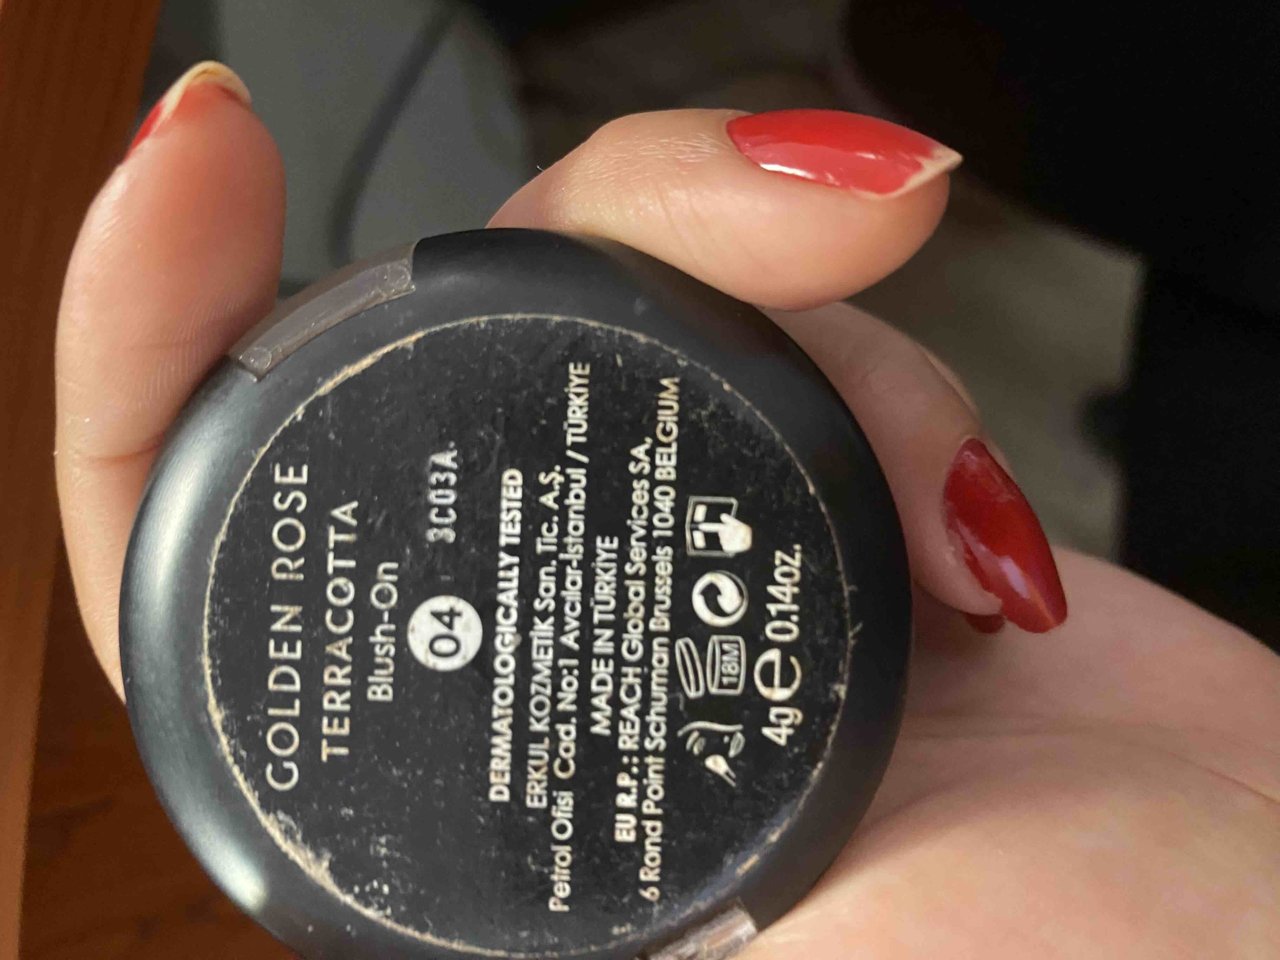 GOLDEN ROSE
TERRACOTTA
Blush-On
04 3C03A
DERMATOLOGICALLY TESTED
ERKUL KOZMETİK San. Tic. A.Ş.
Petrol Ofisi Cad. No:1 Avcılar-İstanbul / TÜRKİYE
MADE IN TÜRKİYE
EU R.P.: REACH Global Services SA,
6 Rond Point Schuman Brussels 1040 BELGIUM
18M
4g e 0.14oz.